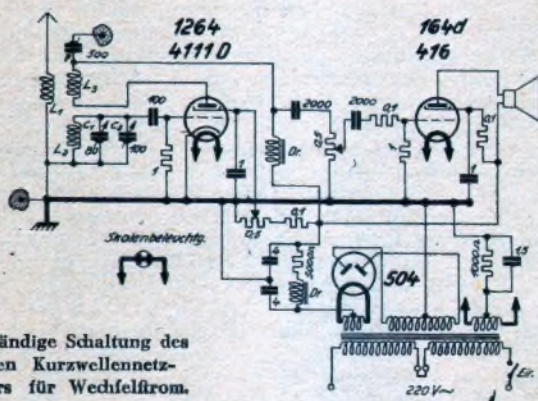 1264
4111 D
164d
416
500
L3
L1
L2
C1
80
C2
100
100
1
1
2000
0,5
2000
0,1
1
0,1
1
Dr.
0,5
0,1
Skalenbeleuchtg.
5000Ω
Dr
504
1000Ω
1,5
220 V~
ändige Schaltung des
en Kurzwellennetz-
rs für Wechſelſtrom.